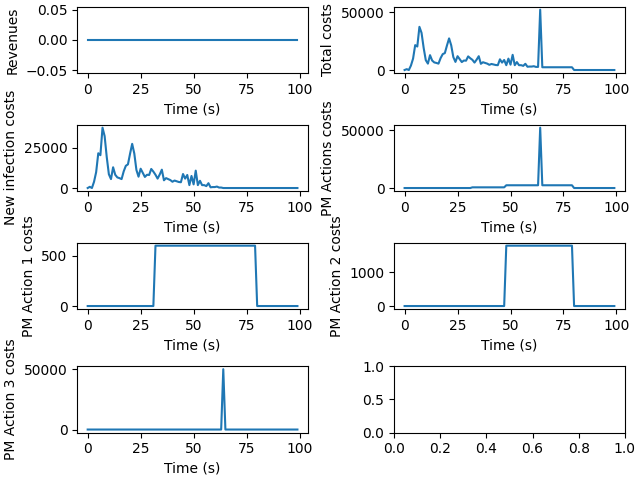 Revenues
0.05
0.00
−0.05
0 25 50 75 100
Time (s)
Total costs
50000
0
0 25 50 75 100
Time (s)
New infection costs
25000
0
0 25 50 75 100
Time (s)
PM Actions costs
50000
0
0 25 50 75 100
Time (s)
PM Action 1 costs
500
0
0 25 50 75 100
Time (s)
PM Action 2 costs
1000
0
0 25 50 75 100
Time (s)
PM Action 3 costs
50000
0
0 25 50 75 100
Time (s)
1.0
0.5
0.0
0.0 0.2 0.4 0.6 0.8 1.0